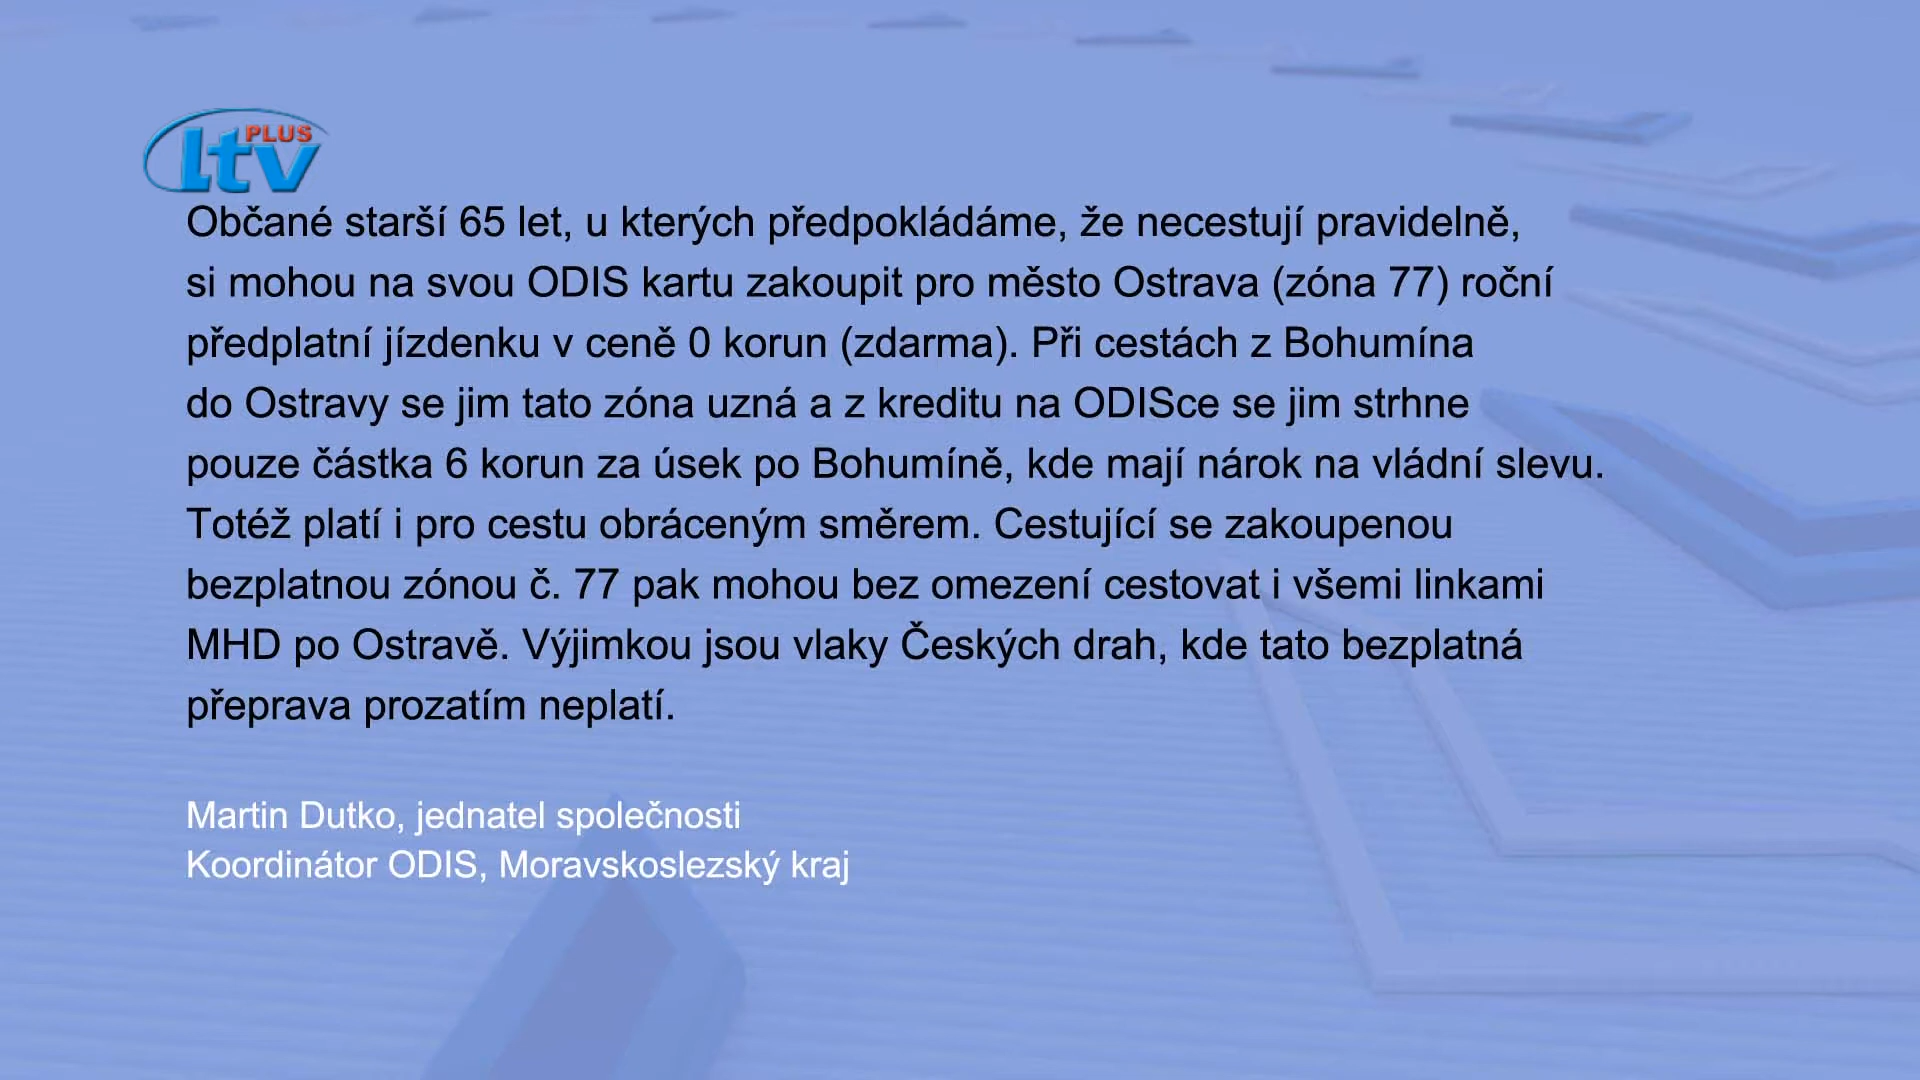 ltv PLUS
Občané starší 65 let, u kterých předpokládáme, že necestují pravidelně,
si mohou na svou ODIS kartu zakoupit pro město Ostrava (zóna 77) roční
předplatní jízdenku v ceně 0 korun (zdarma). Při cestách z Bohumína
do Ostravy se jim tato zóna uzná a z kreditu na ODISce se jim strhne
pouze částka 6 korun za úsek po Bohumíně, kde mají nárok na vládní slevu.
Totéž platí i pro cestu obráceným směrem. Cestující se zakoupenou
bezplatnou zónou č. 77 pak mohou bez omezení cestovat i všemi linkami
MHD po Ostravě. Výjimkou jsou vlaky Českých drah, kde tato bezplatná
přeprava prozatím neplatí.
Martin Dutko, jednatel společnosti
Koordinátor ODIS, Moravskoslezský kraj